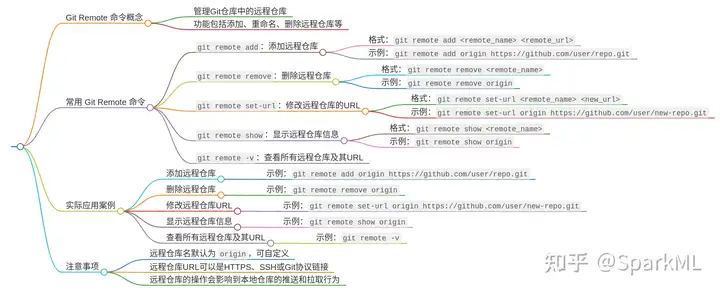 Git Remote 命令概念
管理Git仓库中的远程仓库
功能包括添加、重命名、删除远程仓库等
常用 Git Remote 命令
git remote add：添加远程仓库
格式： git remote add <remote_name> <remote_url>
示例： git remote add origin https://github.com/user/repo.git
git remote remove：删除远程仓库
格式： git remote remove <remote_name>
示例： git remote remove origin
git remote set-url：修改远程仓库的URL
格式： git remote set-url <remote_name> <new_url>
示例： git remote set-url origin https://github.com/user/new-repo.git
git remote show：显示远程仓库信息
格式： git remote show <remote_name>
示例： git remote show origin
git remote -v：查看所有远程仓库及其URL
实际应用案例
添加远程仓库
示例： git remote add origin https://github.com/user/repo.git
删除远程仓库
示例： git remote remove origin
修改远程仓库URL
示例： git remote set-url origin https://github.com/user/new-repo.git
显示远程仓库信息
示例： git remote show origin
查看所有远程仓库及其URL
示例： git remote -v
注意事项
远程仓库名默认为 origin，可自定义
远程仓库URL可以是HTTPS、SSH或Git协议链接
远程仓库的操作会影响到本地仓库的推送和拉取行为
知乎 @SparkML